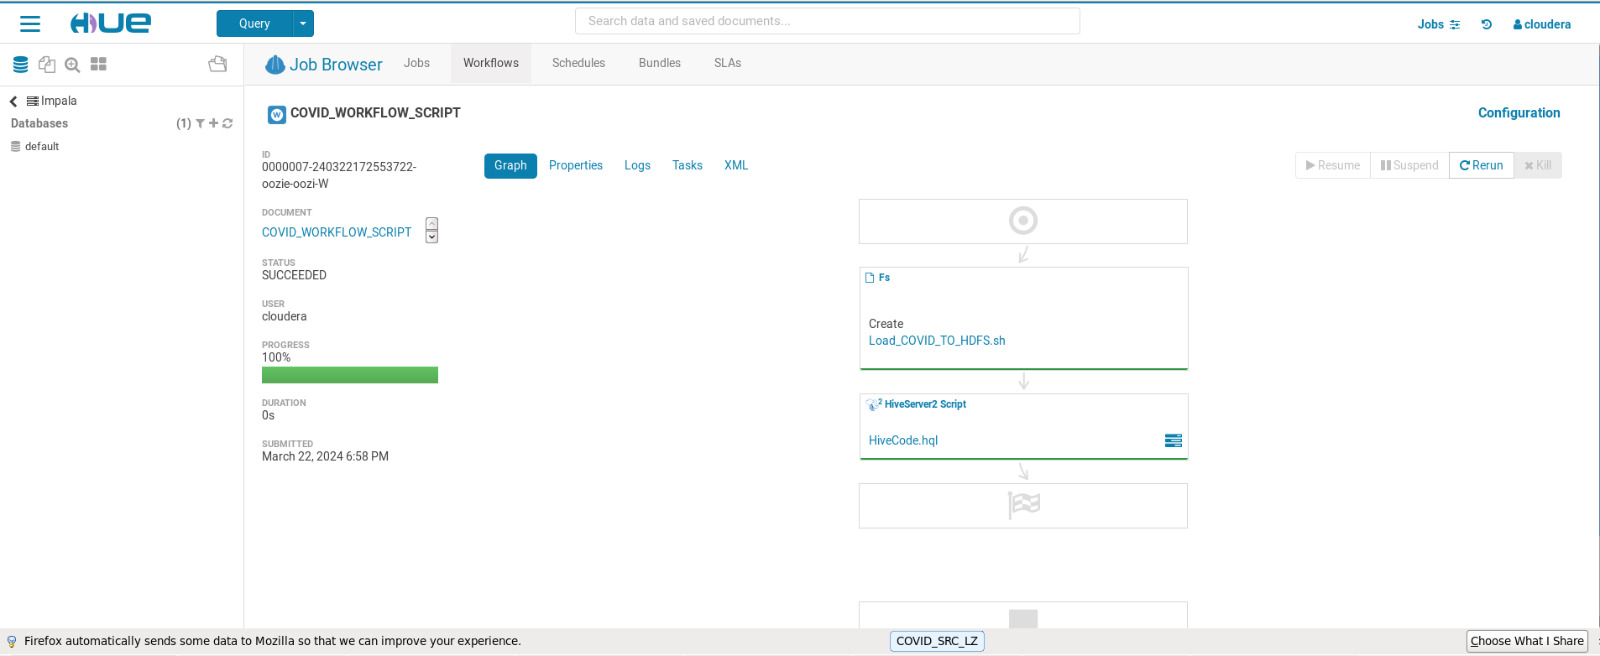 HUE
Query
Search data and saved documents...
Jobs
cloudera
Job Browser
Jobs
Workflows
Schedules
Bundles
SLAs
Impala
Databases
(1)
default
W
COVID_WORKFLOW_SCRIPT
Configuration
ID
0000007-240322172553722-
oozie-oozi-W
DOCUMENT
COVID_WORKFLOW_SCRIPT
STATUS
SUCCEEDED
USER
cloudera
PROGRESS
100%
DURATION
0s
SUBMITTED
March 22, 2024 6:58 PM
Graph
Properties
Logs
Tasks
XML
Resume
Suspend
Rerun
Kill
Fs
Create
Load_COVID_TO_HDFS.sh
2 HiveServer2 Script
HiveCode.hql
Firefox automatically sends some data to Mozilla so that we can improve your experience.
COVID_SRC_LZ
Choose What I Share